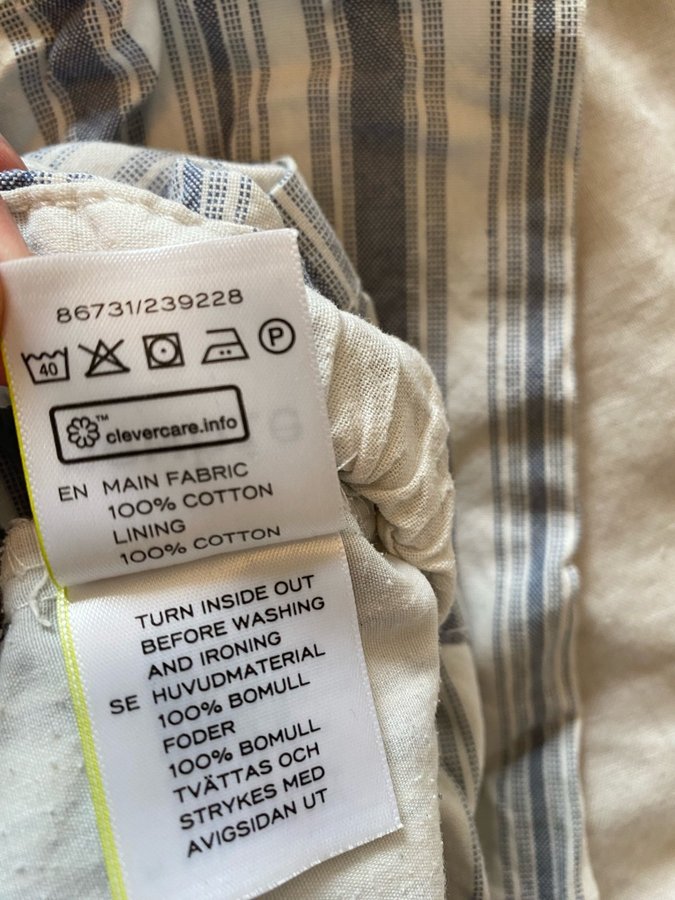 86731/239228
40 P
™ clevercare.info
EN MAIN FABRIC
100% COTTON
LINING
100% COTTON
TURN INSIDE OUT
BEFORE WASHING
AND IRONING
SE HUVUDMATERIAL
100% BOMULL
FODER
100% BOMULL
TVÄTTAS OCH
STRYKES MED
AVIGSIDAN UT